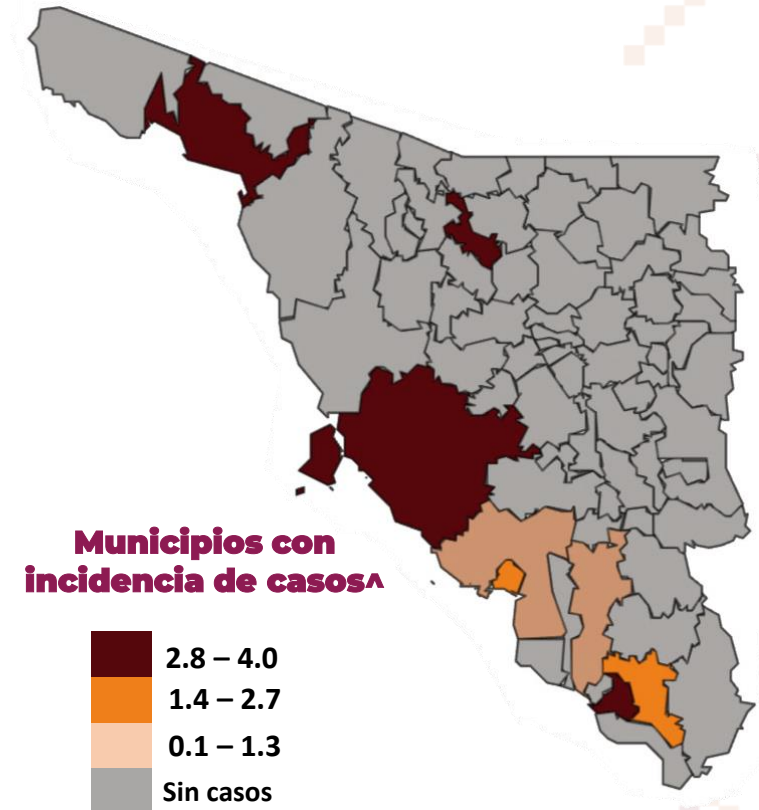 Municipios con
incidencia de casos^
2.8 – 4.0
1.4 – 2.7
0.1 – 1.3
Sin casos